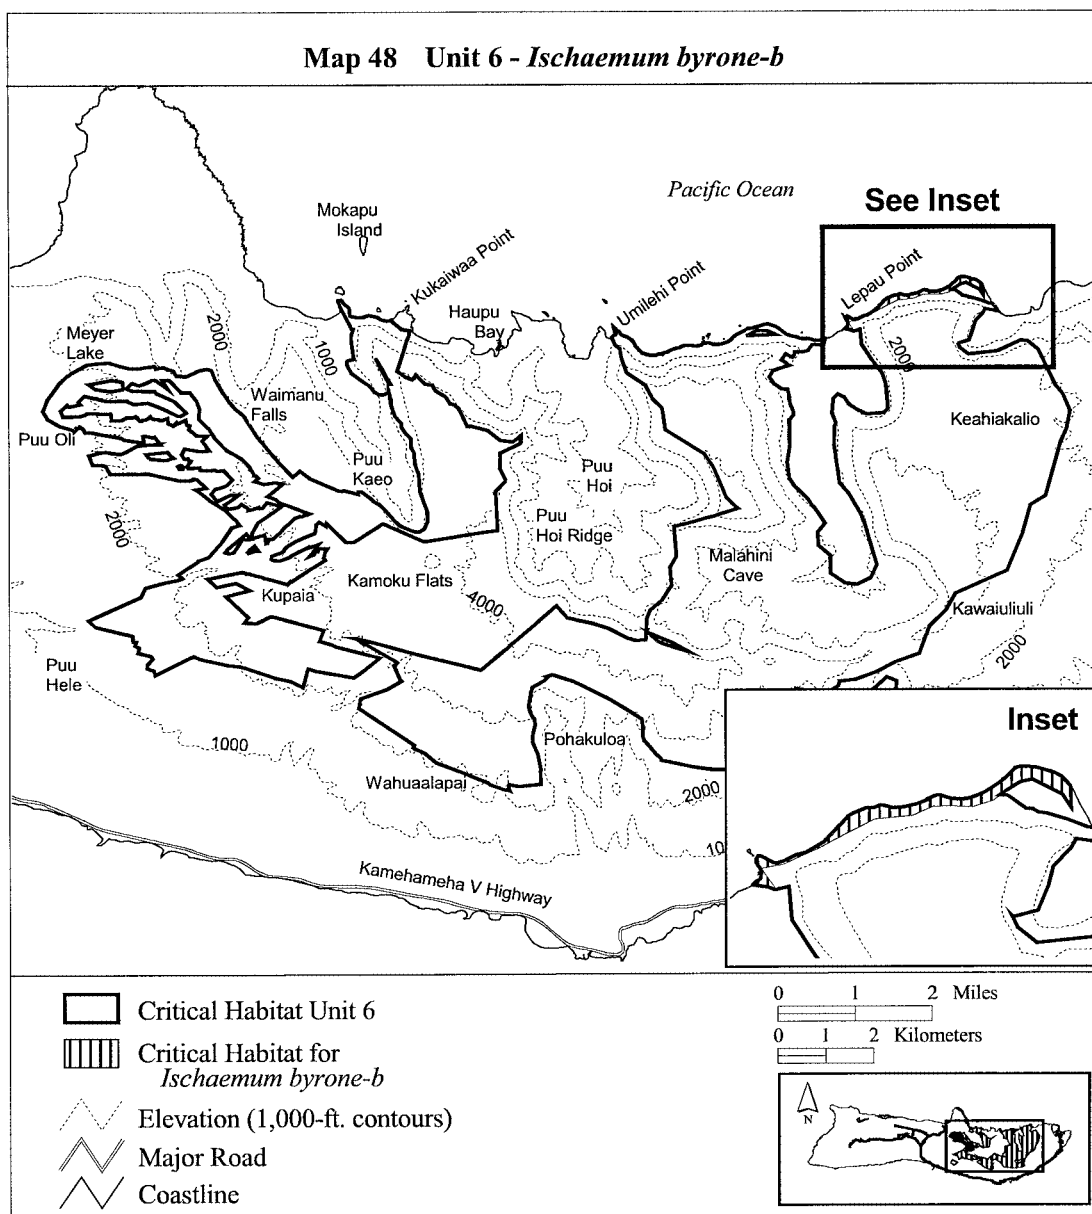 Map 48 Unit 6 - Ischaemum byrone-b
Pacific Ocean
See Inset
Mokapu
Island
Kukaiwaa Point
Umilehi Point
Lepau Point
Haupu
Bay
Meyer
Lake
2000
1000
2000
Waimanu
Falls
Keahiakalio
Puu Oli
Puu
Kaeo
Puu
Hoi
2000
Puu
Hoi Ridge
Malahini
Cave
Kamoku Flats
Kupaia
4000
Kawaiuliuli
2000
Puu
Hele
Inset
1000
Pohakuloa
Wahuaalapai
2000
10
Kamehameha V Highway
Critical Habitat Unit 6
Critical Habitat for
Ischaemum byrone-b
Elevation (1,000-ft. contours)
Major Road
Coastline
0 1 2 Miles
0 1 2 Kilometers
N